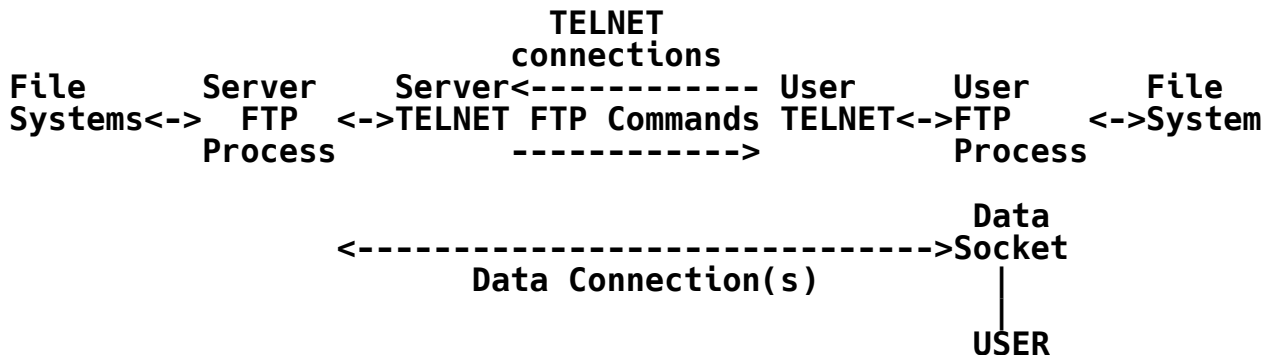 TELNET
connections
File Server Server<------------ User User File
Systems<-> FTP <->TELNET FTP Commands TELNET<->FTP <->System
Process ------------> Process
Data
<------------------------------>Socket
Data Connection(s) |
|
USER